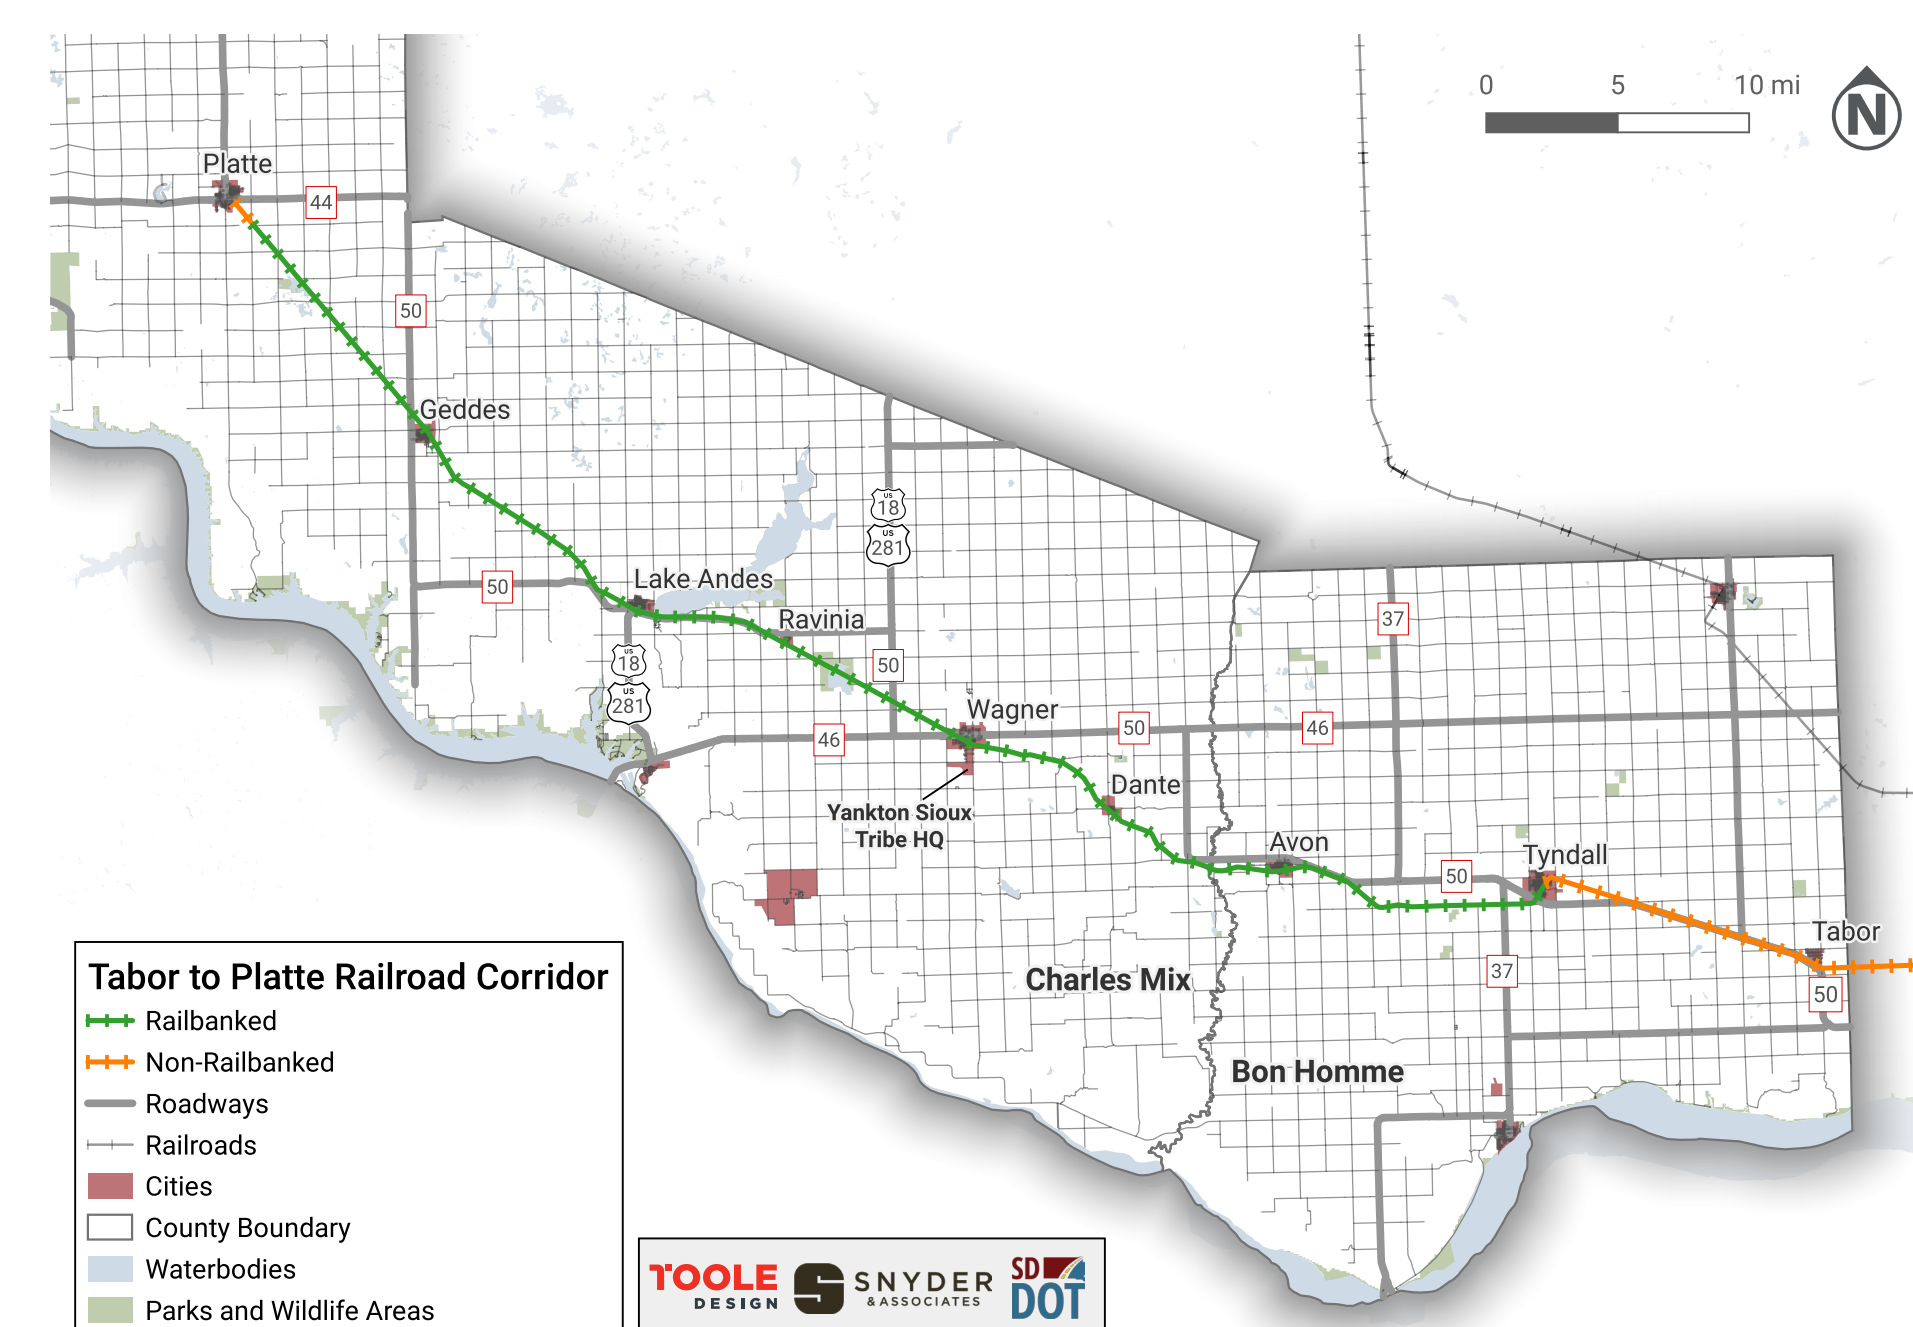 0 5 10 mi
N
Platte
44
50
Geddes
US
18
US
281
50
Lake Andes
Ravinia
37
US
18
US
281
50
Wagner
50
46
46
Dante
Yankton Sioux
Tribe HQ
Avon
Tyndall
50
Tabor
37
50
Charles Mix
Bon Homme
Tabor to Platte Railroad Corridor
Railbanked
Non-Railbanked
Roadways
Railroads
Cities
County Boundary
Waterbodies
Parks and Wildlife Areas
TOOLE
DESIGN
SNYDER
& ASSOCIATES
SD
DOT